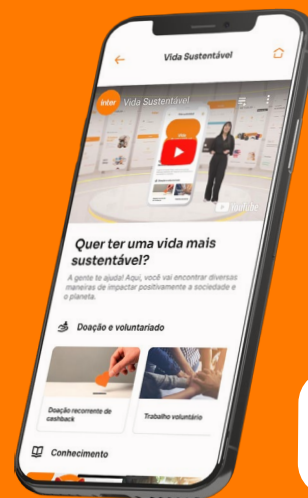 Vida Sustentável
inter
Vida Sustentável
YouTube
Quer ter uma vida mais
sustentável?
A gente te ajuda! Aqui, você vai encontrar diversas
maneiras de impactar positivamente a sociedade e
o planeta.
Doação e voluntariado
Doação recorrente de
cashback
Trabalho voluntário
Conhecimento